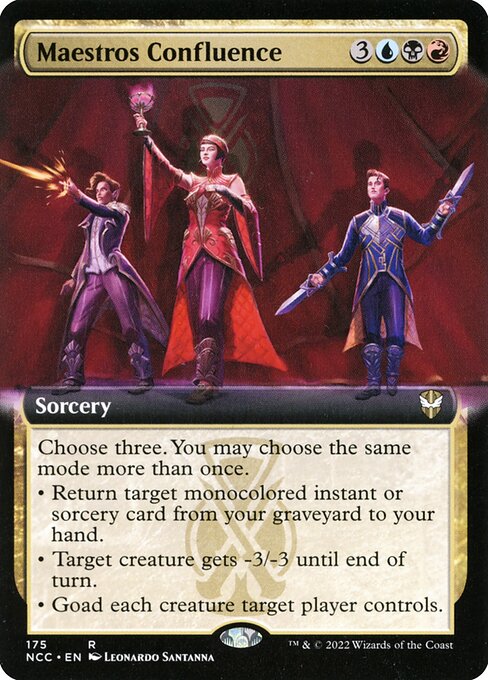 Maestros Confluence 3
Sorcery
Choose three. You may choose the same
mode more than once.
• Return target monocolored instant or
sorcery card from your graveyard to your
hand.
• Target creature gets -3/-3 until end of
turn.
• Goad each creature target player controls.
175 R
NCC • EN Leonardo Santanna
™ & © 2022 Wizards of the Coast